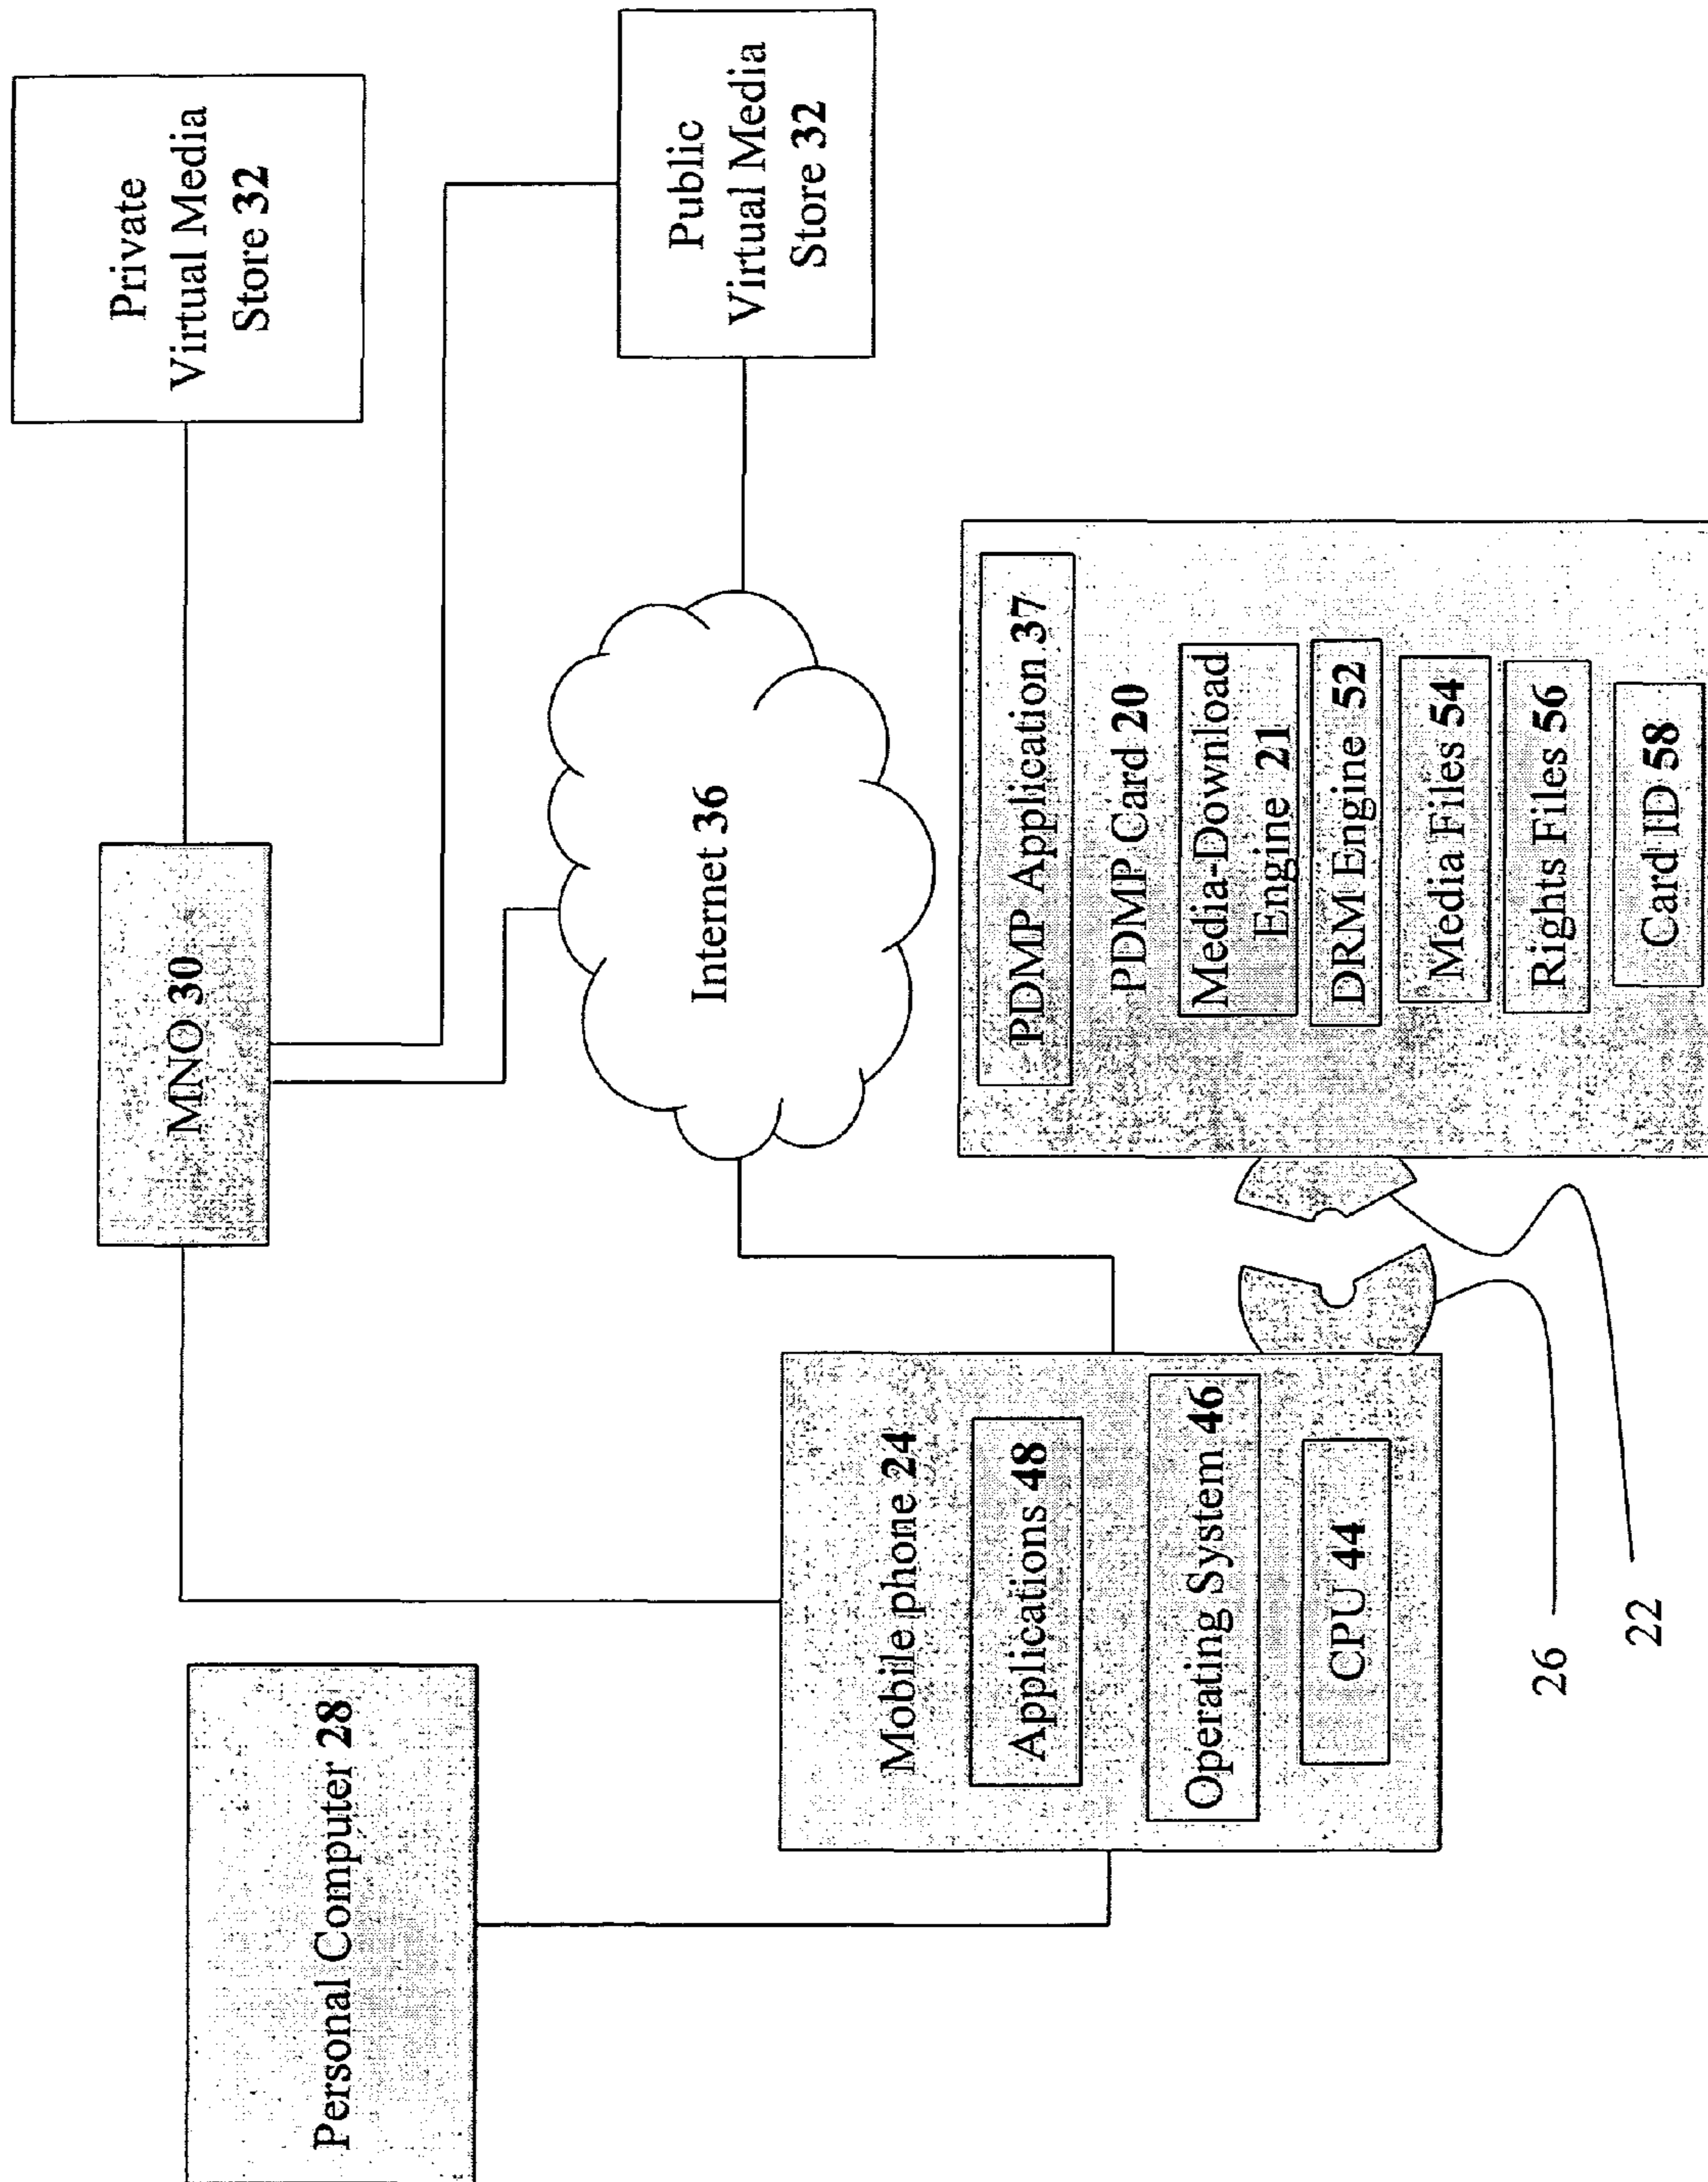 Personal Computer 28
MNO 30
Private
Virtual Media
Store 32
Public
Virtual Media
Store 32
Internet 36
Mobile phone 24
Applications 48
Operating System 46
CPU 44
PDMP Application 37
PDMP Card 20
Media-Download
Engine 21
DRM Engine 52
Media Files 54
Rights Files 56
Card ID 58
26
22